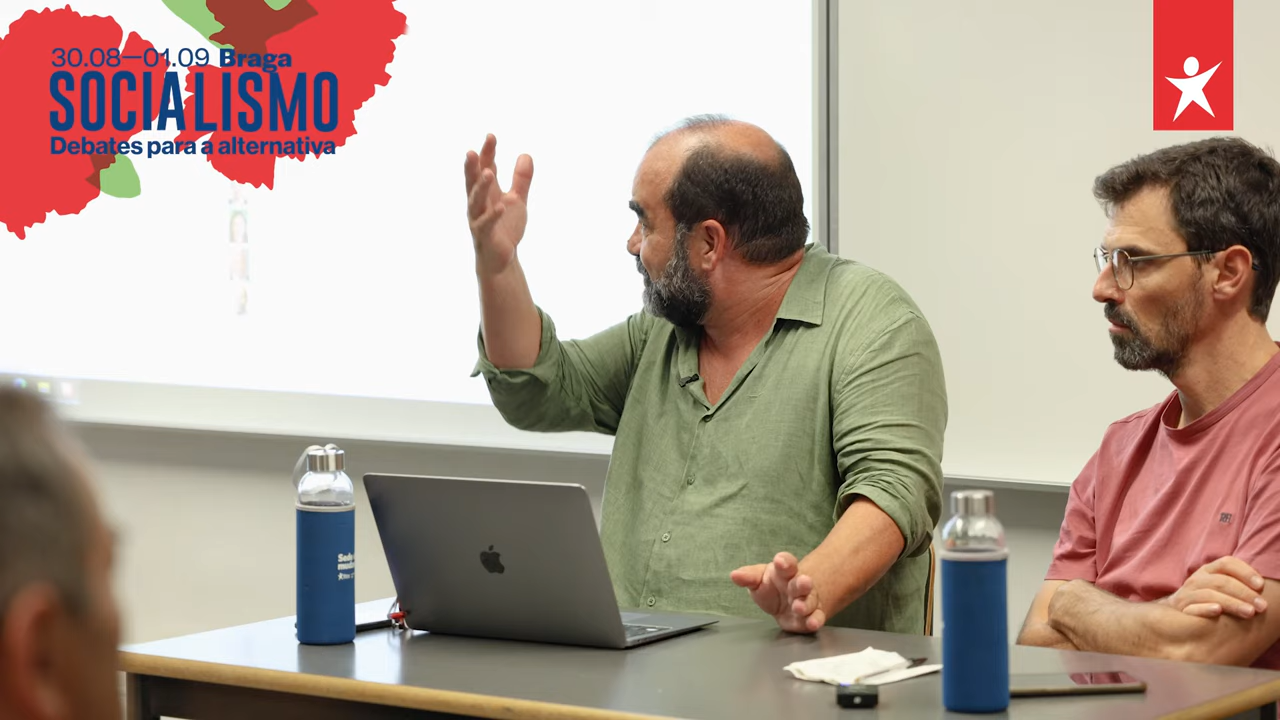 30.08—01.09 Braga
SOCIALISMO
Debates para a alternativa